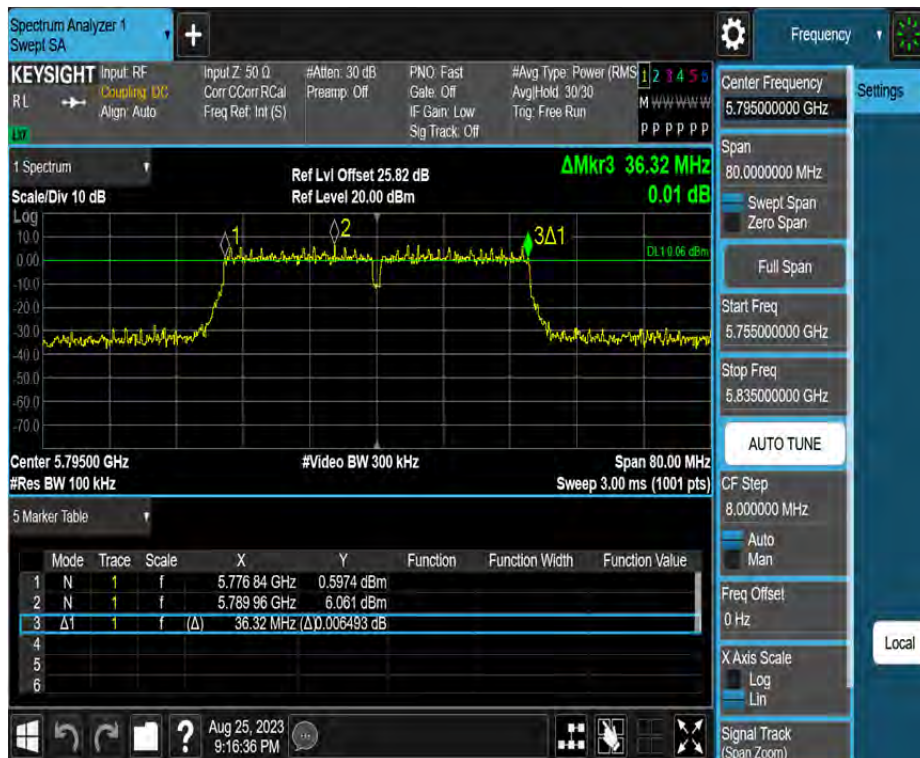 Spectrum Analyzer 1
Swept SA
Frequency
KEYSIGHT Input: RF
Coupling: DC
Align: Auto
RL
LXI
Input Z: 50 Ω
Corr CCorr RCal
Freq Ref: Int (S)
#Atten: 30 dB
Preamp: Off
PNO: Fast
Gate: Off
IF Gain: Low
Sig Track: Off
#Avg Type: Power (RMS
Avg|Hold: 30/30
Trig: Free Run
1 2 3 4 5 6
M W W W W W
P P P P P P
Center Frequency
5.795000000 GHz
Settings
1 Spectrum
Scale/Div 10 dB
Ref Lvl Offset 25.82 dB
Ref Level 20.00 dBm
ΔMkr3 36.32 MHz
0.01 dB
Span
80.0000000 MHz
Swept Span
Zero Span
Full Span
Log
10.0
0.00
-10.0
-20.0
-30.0
-40.0
-50.0
-60.0
-70.0
1
2
3Δ1
DL1 0.06 dBm
Start Freq
5.755000000 GHz
Stop Freq
5.835000000 GHz
AUTO TUNE
Center 5.79500 GHz
#Video BW 300 kHz
Span 80.00 MHz
#Res BW 100 kHz
Sweep 3.00 ms (1001 pts)
CF Step
8.000000 MHz
Auto
Man
5 Marker Table
Mode Trace Scale X Y Function Function Width Function Value
1 N 1 f 5.776 84 GHz 0.5974 dBm
2 N 1 f 5.789 96 GHz 6.061 dBm
3 Δ1 1 f (Δ) 36.32 MHz (Δ)0.006493 dB
4
5
6
Freq Offset
0 Hz
Local
X Axis Scale
Log
Lin
Aug 25, 2023
9:16:36 PM
Signal Track
(Span Zoom)